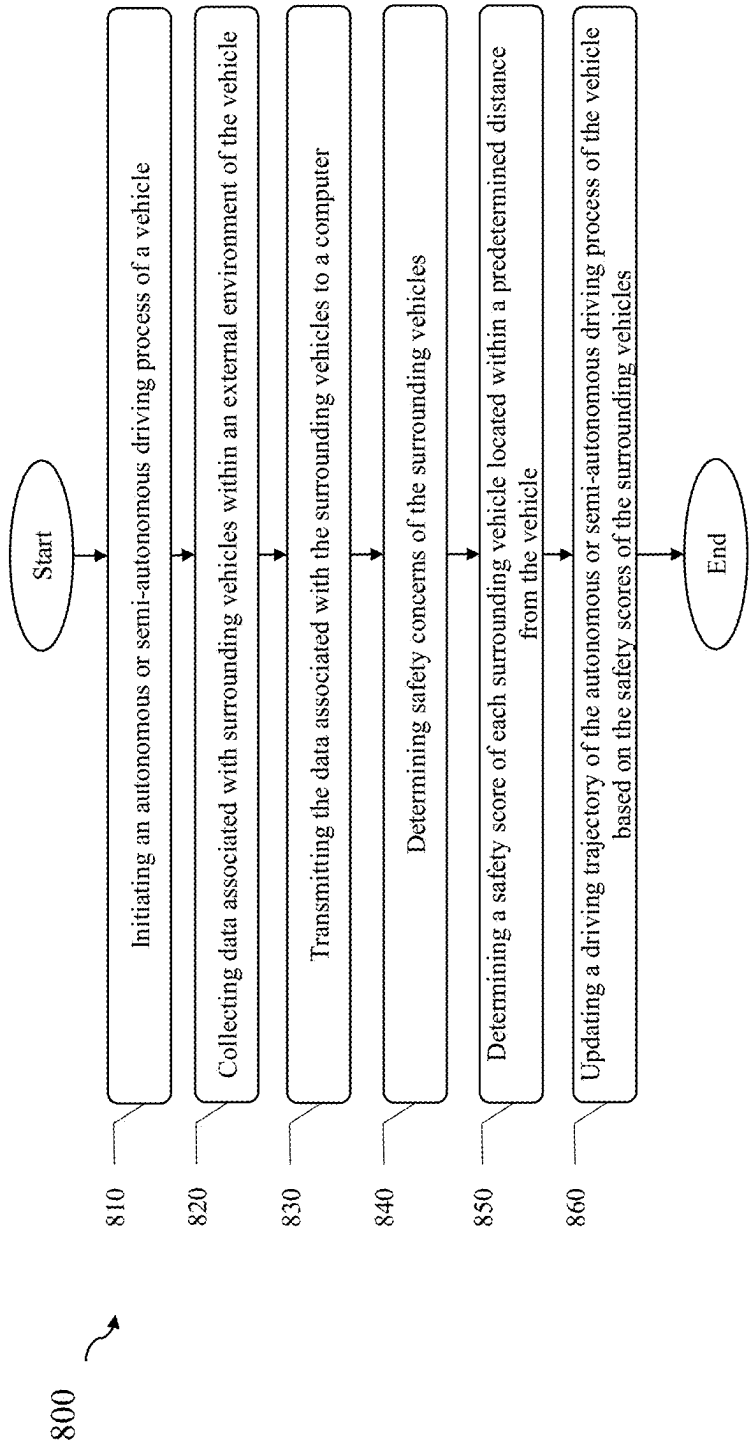 800
Start
810
Initiating an autonomous or semi-autonomous driving process of a vehicle
820
Collecting data associated with surrounding vehicles within an external environment of the vehicle
830
Transmitting the data associated with the surrounding vehicles to a computer
840
Determining safety concerns of the surrounding vehicles
850
Determining a safety score of each surrounding vehicle located within a predetermined distance
from the vehicle
860
Updating a driving trajectory of the autonomous or semi-autonomous driving process of the vehicle
based on the safety scores of the surrounding vehicles
End